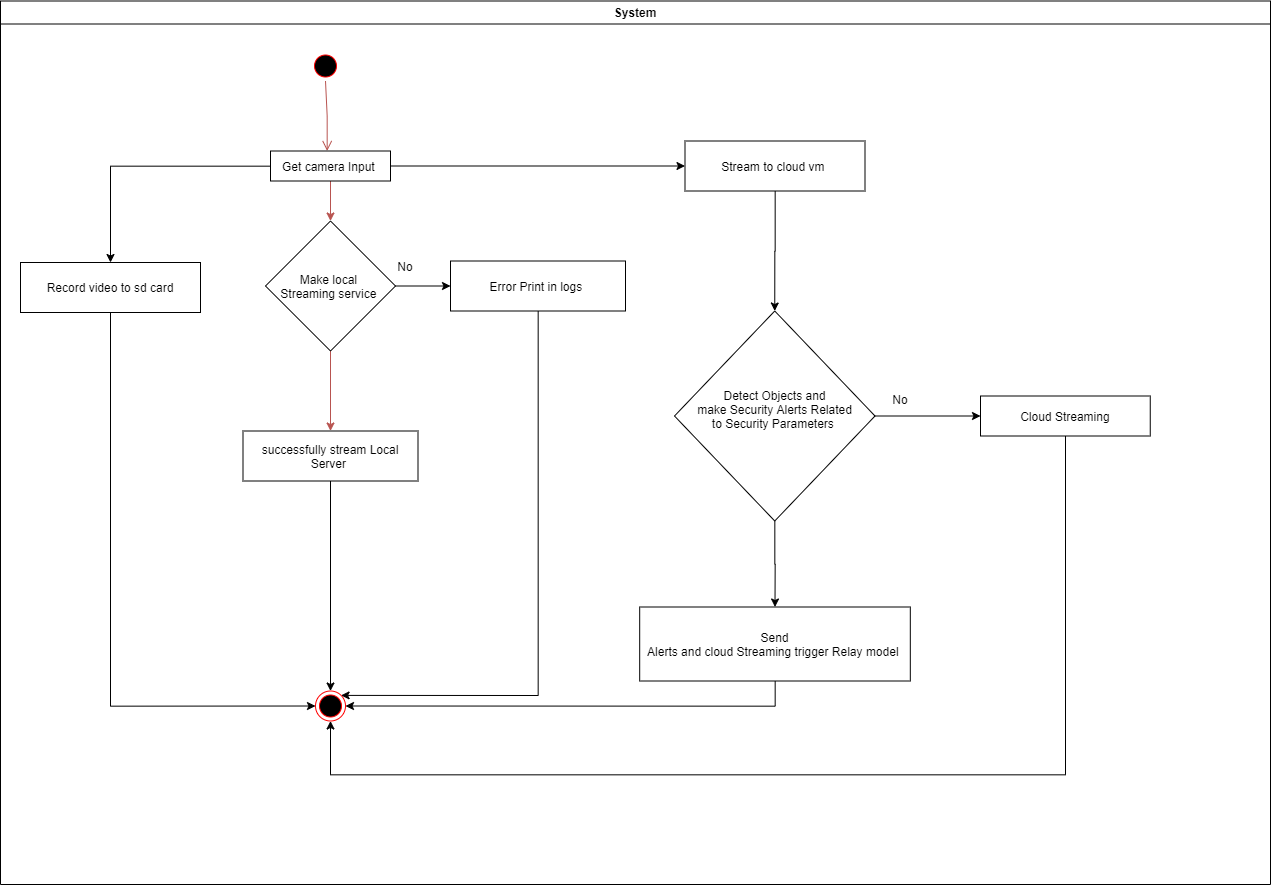 System
Get camera Input
Stream to cloud vm
Record video to sd card
Make local
Streaming service
No
Error Print in logs
Detect Objects and
make Security Alerts Related
to Security Parameters
No
Cloud Streaming
successfully stream Local
Server
Send
Alerts and cloud Streaming trigger Relay model